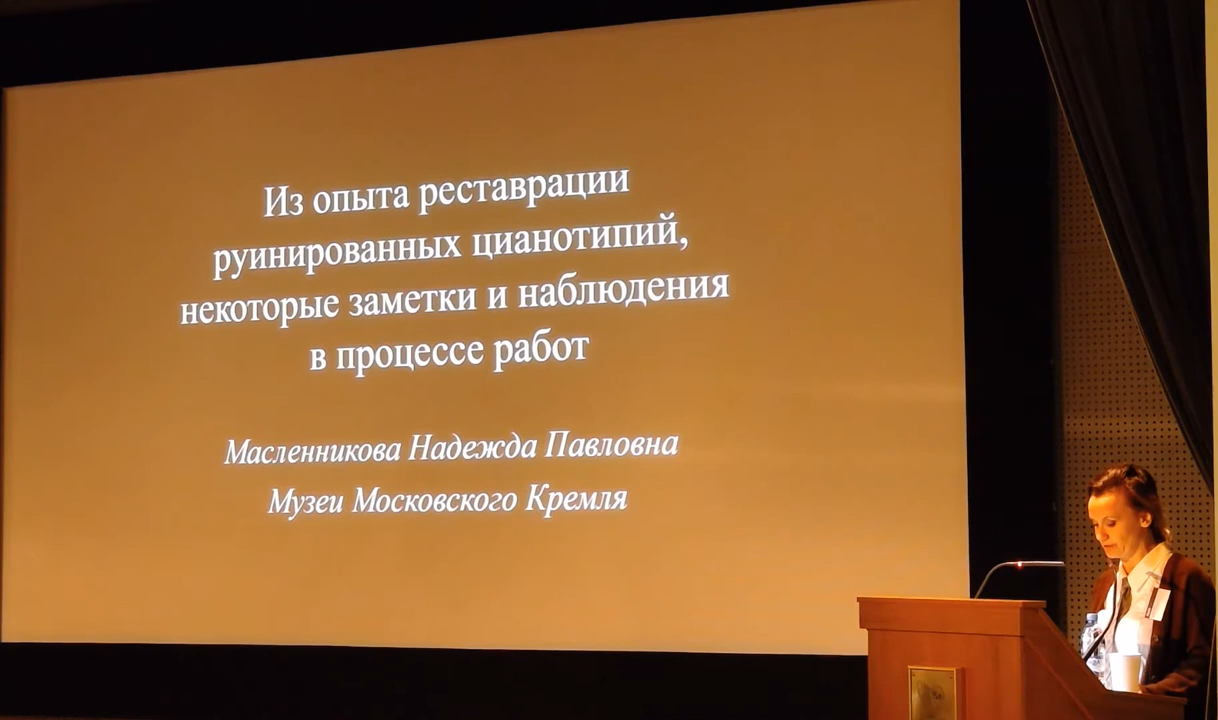 Из опыта реставрации
руинированных цианотипий,
некоторые заметки и наблюдения
в процессе работ
Масленникова Надежда Павловна
Музеи Московского Кремля